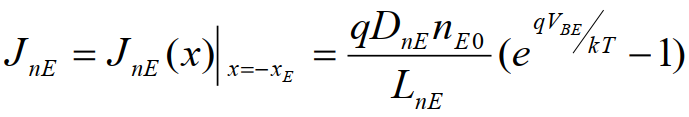 J_{nE} = J_{nE}(x)|_{x=-x_E} = \frac{qD_{nE}n_{E0}}{L_{nE}}(e^{qV_{BE}/kT} - 1)